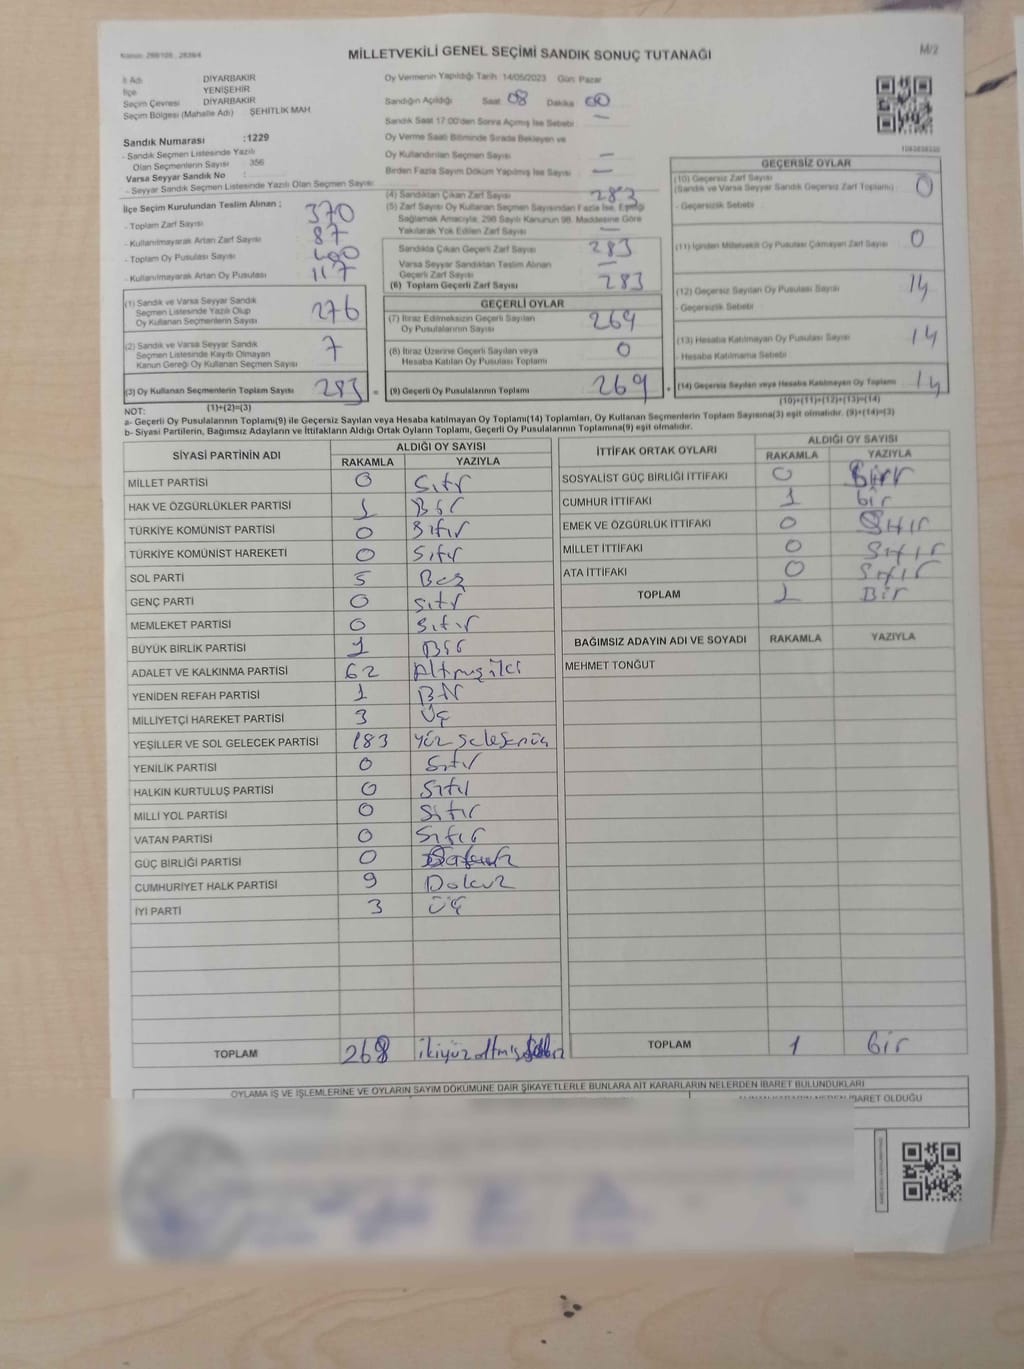 MİLLETVEKİLİ GENEL SEÇİMİ SANDIK SONUÇ TUTANAĞI
M/2
İl Adı DİYARBAKIR
İlçe YENİŞEHİR
Seçim Çevresi DİYARBAKIR
Seçim Bölgesi (Mahalle Adı) ŞEHİTLİK MAH
Sandık Numarası : 1229
- Sandık Seçmen Listesinde Yazılı
Olan Seçmenlerin Sayısı 356
Varsa Seyyar Sandık No :
- Seyyar Sandık Seçmen Listesinde Yazılı Olan Seçmen Sayısı:
İlçe Seçim Kurulundan Teslim Alınan ;
- Toplam Zarf Sayısı 370
- Kullanılmayarak Artan Zarf Sayısı 87
- Toplam Oy Pusulası Sayısı 400
- Kullanılmayarak Artan Oy Pusulası 117
(1) Sandık ve Varsa Seyyar Sandık
Seçmen Listesinde Yazılı Olup
Oy Kullanan Seçmenlerin Sayısı 276
(2) Sandık ve Varsa Seyyar Sandık
Seçmen Listesinde Kayıtlı Olmayan
Kanun Gereği Oy Kullanan Seçmen Sayısı 7
(3) Oy Kullanan Seçmenlerin Toplam Sayısı 283 =
(1)+(2)=(3)
Oy Vermenin Yapıldığı Tarih 14/05/2023 Gün: Pazar
Sandığın Açıldığı Saat 08 Dakika 00
Sandık Saat 17:00'den Sonra Açılmış İse Sebebi : —
Oy Verme Saati Bitiminde Sırada Bekleyen ve
Oy Kullandırılan Seçmen Sayısı —
Birden Fazla Sayım Döküm Yapılmış İse Sayısı —
(4) Sandıktan Çıkan Zarf Sayısı 283
(5) Zarf Sayısı Oy Kullanan Seçmen Sayısından Fazla İse, Eşitliği
Sağlamak Amacıyla, 298 Sayılı Kanunun 98. Maddesine Göre
Yakılarak Yok Edilen Zarf Sayısı —
Sandıkta Çıkan Geçerli Zarf Sayısı 283
Varsa Seyyar Sandıktan Teslim Alınan
Geçerli Zarf Sayısı —
(6) Toplam Geçerli Zarf Sayısı 283
GEÇERLİ OYLAR
(7) İtiraz Edilmeksizin Geçerli Sayılan
Oy Pusulalarının Sayısı 269
(8) İtiraz Üzerine Geçerli Sayılan veya
Hesaba Katılan Oy Pusulası Toplamı 0
(9) Geçerli Oy Pusulalarının Toplamı 269 +
GEÇERSİZ OYLAR
(10) Geçersiz Zarf Sayısı
(Sandık ve Varsa Seyyar Sandık Geçersiz Zarf Toplamı) 0
- Geçersizlik Sebebi :
(11) İçinden Milletvekili Oy Pusulası Çıkmayan Zarf Sayısı 0
(12) Geçersiz Sayılan Oy Pusulası Sayısı 14
- Geçersizlik Sebebi
(13) Hesaba Katılmayan Oy Pusulası Sayısı 14
- Hesaba Katılmama Sebebi
(14) Geçersiz Sayılan veya Hesaba Katılmayan Oy Toplamı 14
(10)+(11)+(12)+(13)=(14)
NOT:
a- Geçerli Oy Pusulalarının Toplamı(9) ile Geçersiz Sayılan veya Hesaba katılmayan Oy Toplamı(14) Toplamları, Oy Kullanan Seçmenlerin Toplam Sayısına(3) eşit olmalıdır. (9)+(14)=(3)
b- Siyasi Partilerin, Bağımsız Adayların ve İttifakların Aldığı Ortak Oyların Toplamı, Geçerli Oy Pusulalarının Toplamına(9) eşit olmalıdır.
SİYASİ PARTİNİN ADI ALDIĞI OY SAYISI
RAKAMLA YAZIYLA
MİLLET PARTİSİ 0 Sıfır
HAK VE ÖZGÜRLÜKLER PARTİSİ 1 Bir
TÜRKİYE KOMÜNİST PARTİSİ 0 Sıfır
TÜRKİYE KOMÜNİST HAREKETİ 0 Sıfır
SOL PARTİ 5 Beş
GENÇ PARTİ 0 Sıfır
MEMLEKET PARTİSİ 0 Sıfır
BÜYÜK BİRLİK PARTİSİ 1 Bir
ADALET VE KALKINMA PARTİSİ 62 Altmış iki
YENİDEN REFAH PARTİSİ 1 Bir
MİLLİYETÇİ HAREKET PARTİSİ 3 Üç
YEŞİLLER VE SOL GELECEK PARTİSİ 183 Yüz seksenüç
YENİLİK PARTİSİ 0 Sıfır
HALKIN KURTULUŞ PARTİSİ 0 Sıfır
MİLLİ YOL PARTİSİ 0 Sıfır
VATAN PARTİSİ 0 Sıfır
GÜÇ BİRLİĞİ PARTİSİ 0
CUMHURİYET HALK PARTİSİ 9 Dokuz
İYİ PARTİ 3 Üç
TOPLAM 268 ikiyüz altmış
İTTİFAK ORTAK OYLARI ALDIĞI OY SAYISI
RAKAMLA YAZIYLA
SOSYALİST GÜÇ BİRLİĞİ İTTİFAKI 0
CUMHUR İTTİFAKI 1 bir
EMEK VE ÖZGÜRLÜK İTTİFAKI 0 Sıfır
MİLLET İTTİFAKI 0 Sıfır
ATA İTTİFAKI 0 Sıfır
TOPLAM 1 Bir
BAĞIMSIZ ADAYIN ADI VE SOYADI RAKAMLA YAZIYLA
MEHMET TONĞUT
TOPLAM 1 bir
OYLAMA İŞ VE İŞLEMLERİNE VE OYLARIN SAYIM DÖKÜMÜNE DAİR ŞİKAYETLERLE BUNLARA AİT KARARLARIN NELERDEN İBARET BULUNDUKLARI
İBARET OLDUĞU